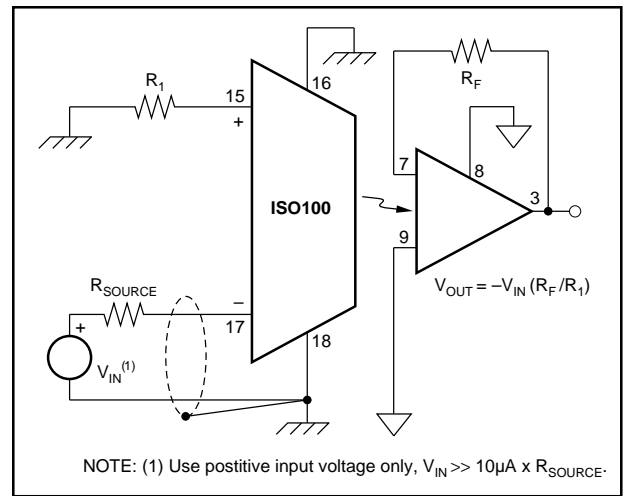 R1
15
+
16
RF
7
8
3
9
ISO100
VOUT = –VIN (RF/R1)
RSOURCE
–
17
18
+
VIN(1)
NOTE: (1) Use postitive input voltage only, VIN >> 10µA x RSOURCE.